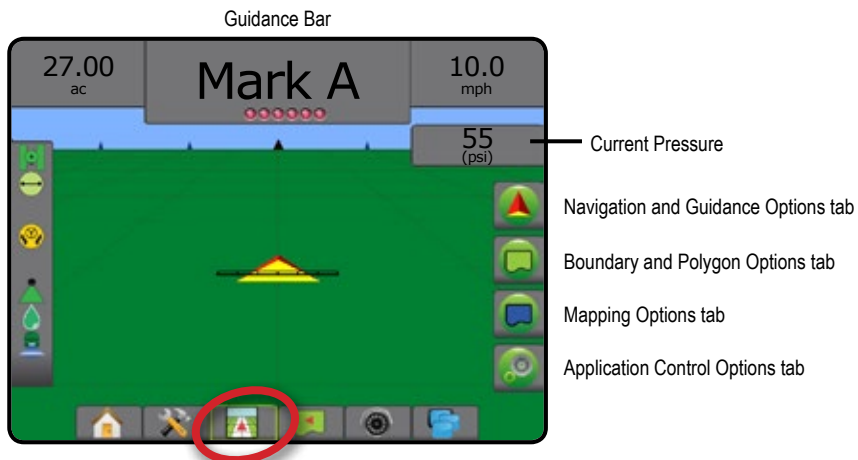 Guidance Bar
27.00
ac
Mark A
10.0
mph
55
(psi)
Current Pressure
Navigation and Guidance Options tab
Boundary and Polygon Options tab
Mapping Options tab
Application Control Options tab